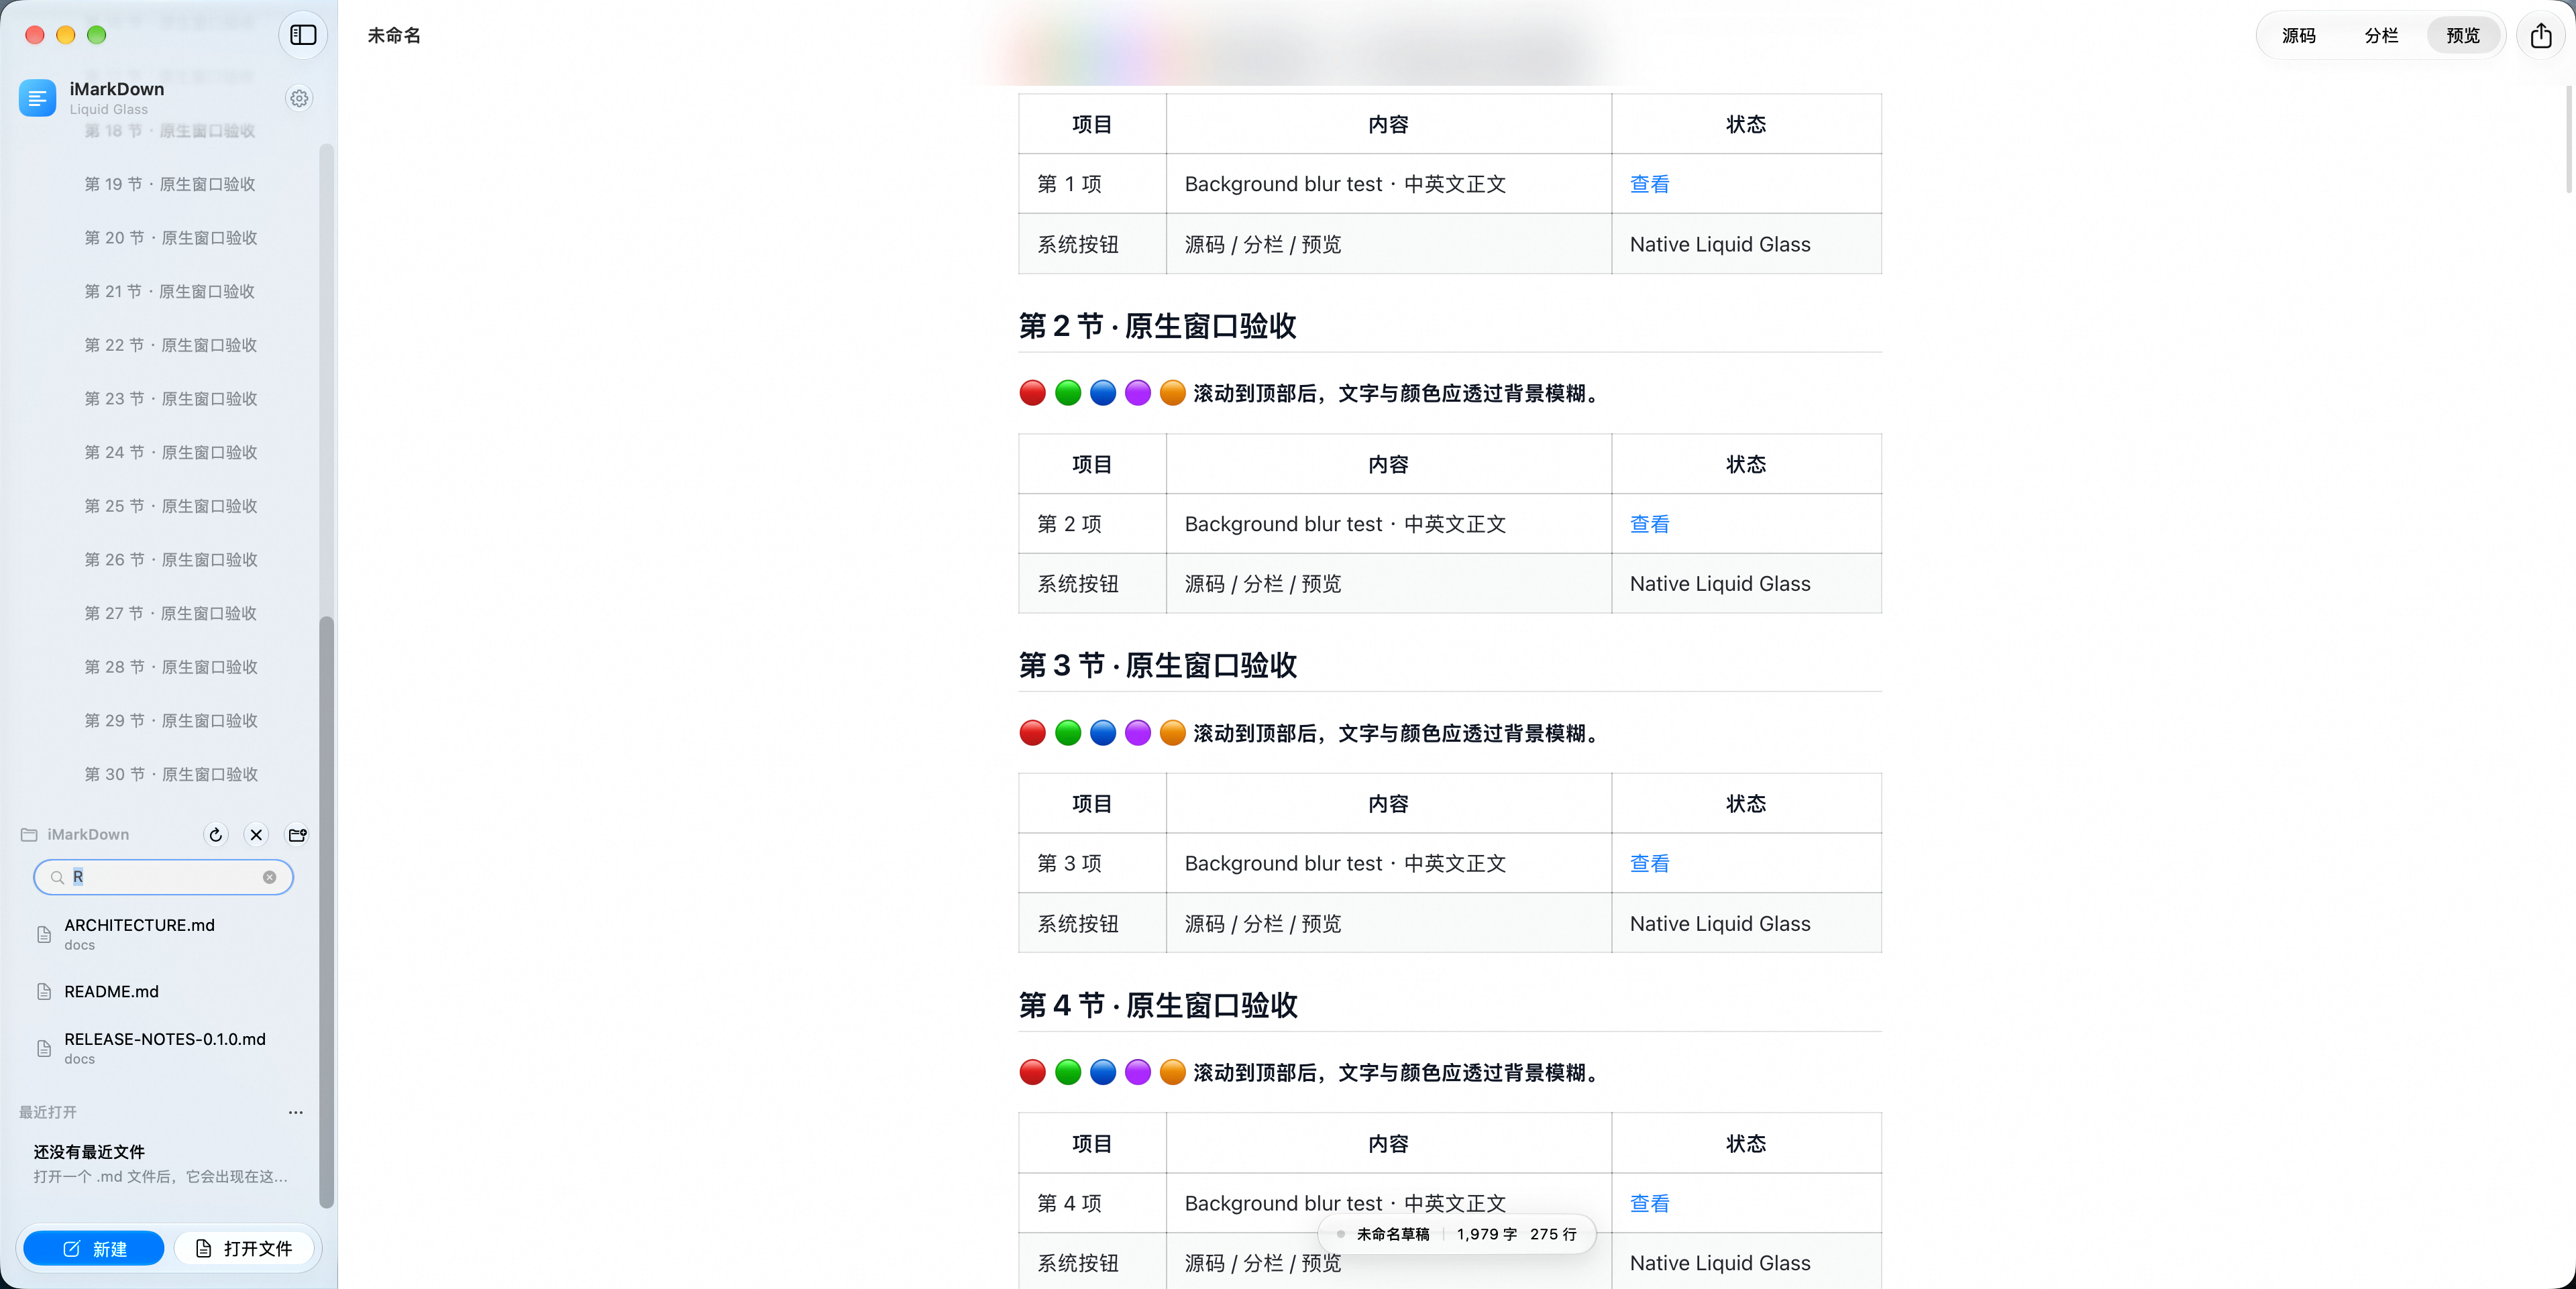 未命名
源码 分栏 预览
iMarkDown
Liquid Glass
第 18 节 · 原生窗口验收
第 19 节 · 原生窗口验收
第 20 节 · 原生窗口验收
第 21 节 · 原生窗口验收
第 22 节 · 原生窗口验收
第 23 节 · 原生窗口验收
第 24 节 · 原生窗口验收
第 25 节 · 原生窗口验收
第 26 节 · 原生窗口验收
第 27 节 · 原生窗口验收
第 28 节 · 原生窗口验收
第 29 节 · 原生窗口验收
第 30 节 · 原生窗口验收
iMarkDown
R
ARCHITECTURE.md
docs
README.md
RELEASE-NOTES-0.1.0.md
docs
最近打开
还没有最近文件
打开一个 .md 文件后，它会出现在这...
新建 打开文件
项目 内容 状态
第 1 项 Background blur test · 中英文正文 查看
系统按钮 源码 / 分栏 / 预览 Native Liquid Glass
第 2 节 · 原生窗口验收
滚动到顶部后，文字与颜色应透过背景模糊。
项目 内容 状态
第 2 项 Background blur test · 中英文正文 查看
系统按钮 源码 / 分栏 / 预览 Native Liquid Glass
第 3 节 · 原生窗口验收
滚动到顶部后，文字与颜色应透过背景模糊。
项目 内容 状态
第 3 项 Background blur test · 中英文正文 查看
系统按钮 源码 / 分栏 / 预览 Native Liquid Glass
第 4 节 · 原生窗口验收
滚动到顶部后，文字与颜色应透过背景模糊。
项目 内容 状态
第 4 项 Background blur test · 中英文正文 查看
未命名草稿 1,979 字 275 行
系统按钮 源码 / 分栏 / 预览 Native Liquid Glass